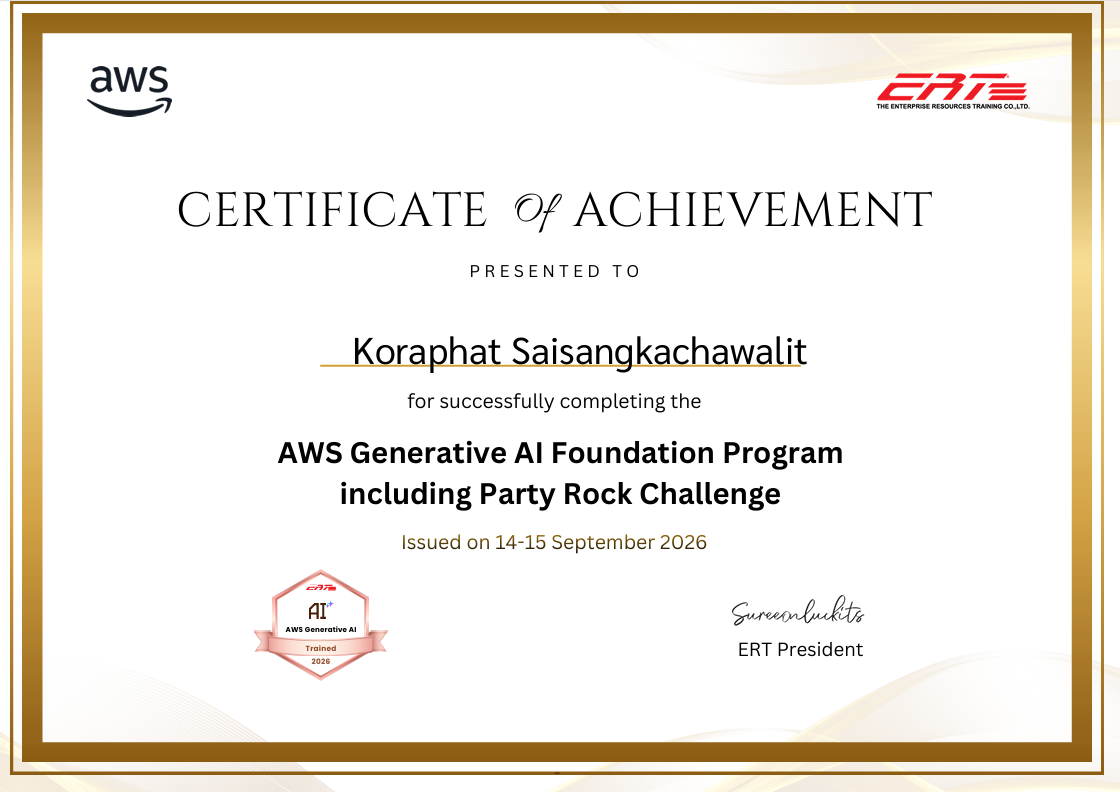 aws
ERT
THE ENTERPRISE RESOURCES TRAINING CO.,LTD.
CERTIFICATE Of ACHIEVEMENT
PRESENTED TO
Koraphat Saisangkachawalit
for successfully completing the
AWS Generative AI Foundation Program
including Party Rock Challenge
Issued on 14-15 September 2026
ERT
AI
AWS Generative AI
Trained
2026
Sureeonluckits
ERT President